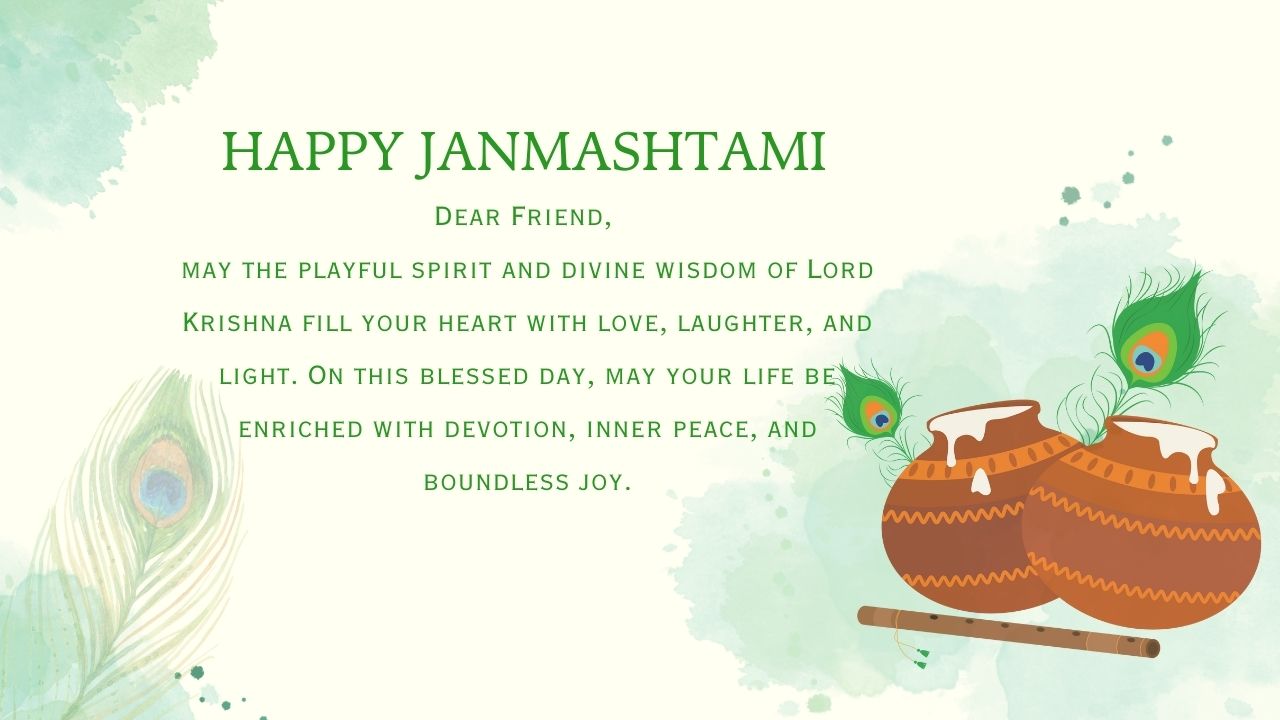 HAPPY JANMASHTAMI
Dear Friend,
may the playful spirit and divine wisdom of Lord
Krishna fill your heart with love, laughter, and
light. On this blessed day, may your life be
enriched with devotion, inner peace, and
boundless joy.